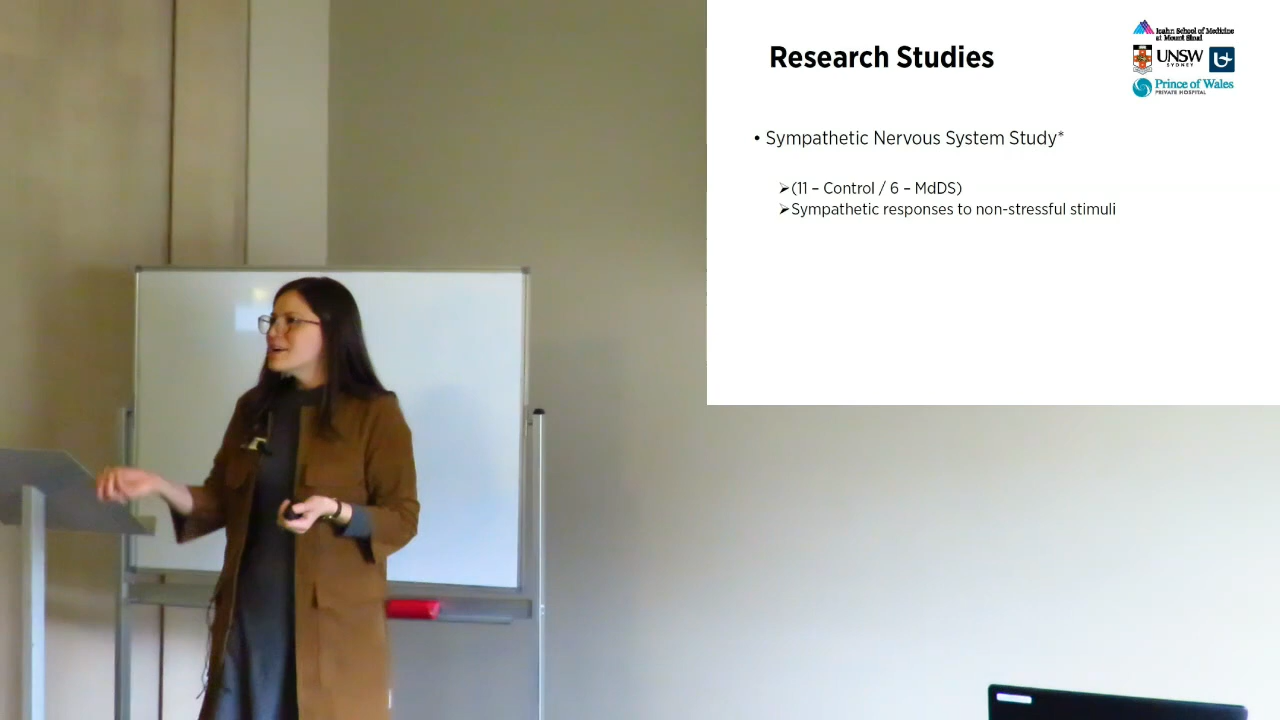 Research Studies
Icahn School of Medicine
at Mount Sinai
UNSW
SYDNEY
Prince of Wales
PRIVATE HOSPITAL
• Sympathetic Nervous System Study*
➢(11 – Control / 6 – MdDS)
➢Sympathetic responses to non-stressful stimuli